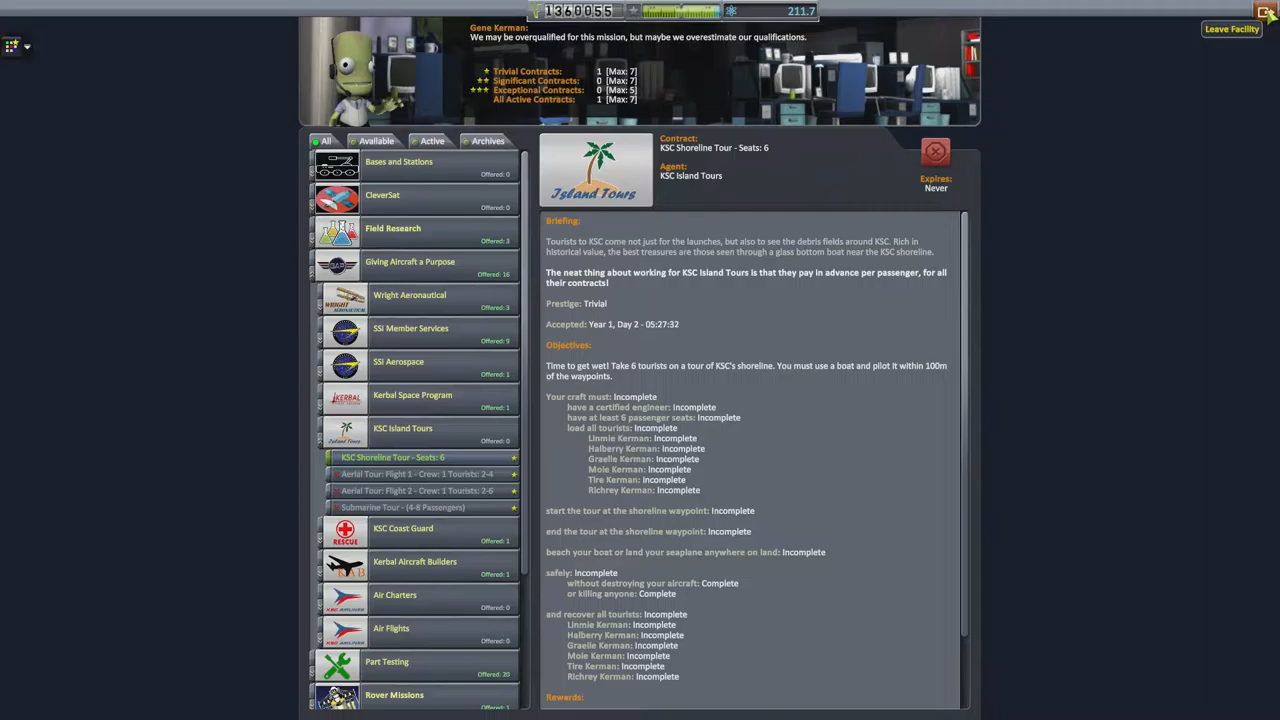 1360055
211.7
Leave Facility
Gene Kerman:
We may be overqualified for this mission, but maybe we overestimate our qualifications.
Trivial Contracts: 1 [Max: 7]
Significant Contracts: 0 [Max: 7]
Exceptional Contracts: 0 [Max: 5]
All Active Contracts: 1 [Max: 7]
All
Available
Active
Archives
Bases and Stations
Offered: 0
CleverSat
Offered: 0
Field Research
Offered: 3
Giving Aircraft a Purpose
Offered: 16
WRIGHT
Wright Aeronautical
Offered: 3
SSI Member Services
Offered: 9
SSI Aerospace
Offered: 1
KERBAL
Kerbal Space Program
Offered: 1
Island Tours
KSC Island Tours
Offered: 0
KSC Shoreline Tour - Seats: 6
Aerial Tour: Flight 1 - Crew: 1 Tourists: 2-4
Aerial Tour: Flight 2 - Crew: 1 Tourists: 2-6
Submarine Tour - (4-8 Passengers)
RESCUE
KSC Coast Guard
Offered: 1
KAB
Kerbal Aircraft Builders
Offered: 1
Air Charters
Offered: 0
Air Flights
Offered: 0
Part Testing
Offered: 20
Rover Missions
Offered: 1
Island Tours
Contract:
KSC Shoreline Tour - Seats: 6
Agent:
KSC Island Tours
Expires:
Never
Briefing:
Tourists to KSC come not just for the launches, but also to see the debris fields around KSC. Rich in
historical value, the best treasures are those seen through a glass bottom boat near the KSC shoreline.
The neat thing about working for KSC Island Tours is that they pay in advance per passenger, for all
their contracts!
Prestige: Trivial
Accepted: Year 1, Day 2 - 05:27:32
Objectives:
Time to get wet! Take 6 tourists on a tour of KSC's shoreline. You must use a boat and pilot it within 100m
of the waypoints.
Your craft must: Incomplete
have a certified engineer: Incomplete
have at least 6 passenger seats: Incomplete
load all tourists: Incomplete
Linmie Kerman: Incomplete
Halberry Kerman: Incomplete
Graelle Kerman: Incomplete
Mole Kerman: Incomplete
Tire Kerman: Incomplete
Richrey Kerman: Incomplete
start the tour at the shoreline waypoint: Incomplete
end the tour at the shoreline waypoint: Incomplete
beach your boat or land your seaplane anywhere on land: Incomplete
safely: Incomplete
without destroying your aircraft: Complete
or killing anyone: Complete
and recover all tourists: Incomplete
Linmie Kerman: Incomplete
Halberry Kerman: Incomplete
Graelle Kerman: Incomplete
Mole Kerman: Incomplete
Tire Kerman: Incomplete
Richrey Kerman: Incomplete
Rewards: